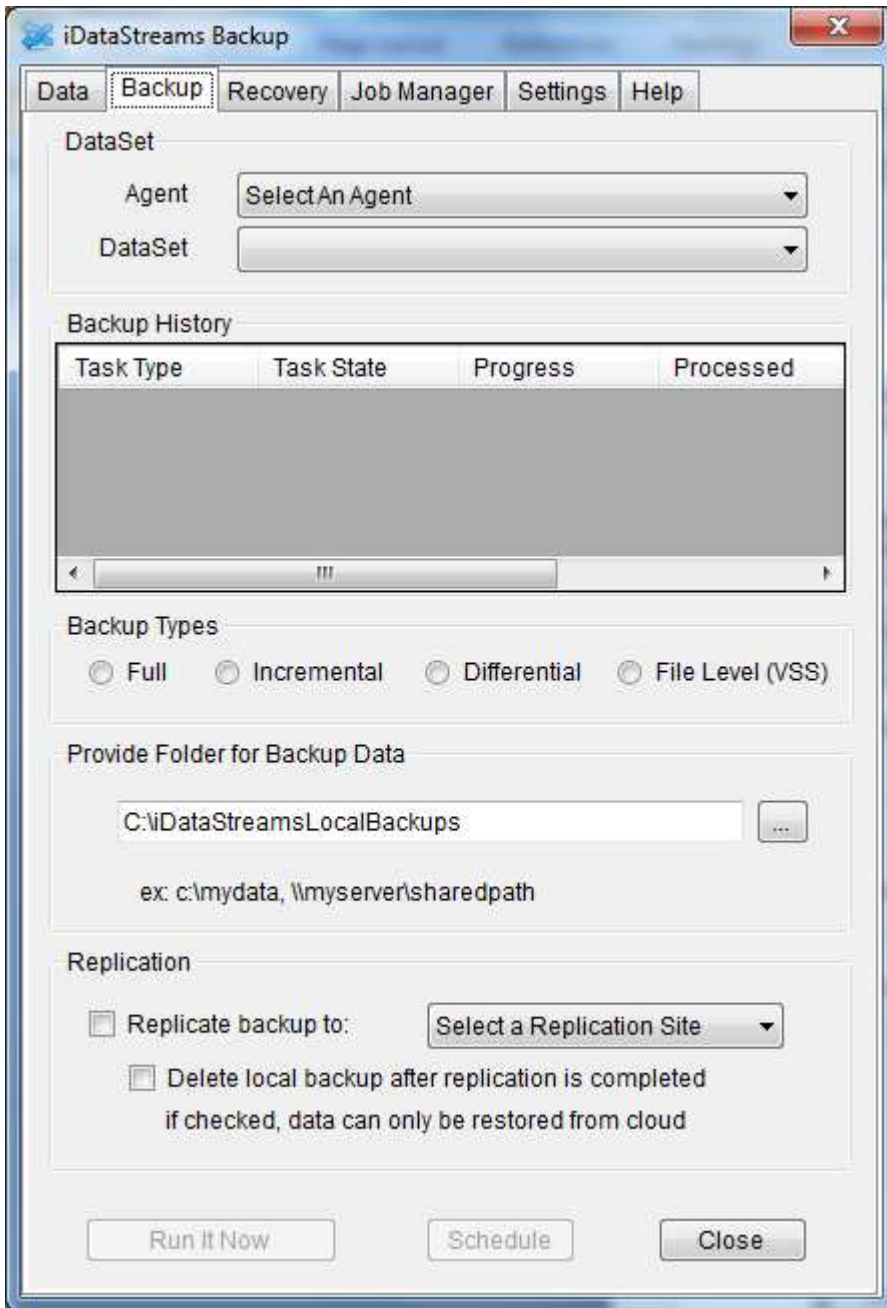 iDataStreams Backup
Data Backup Recovery Job Manager Settings Help
DataSet
Agent Select An Agent
DataSet
Backup History
Task Type Task State Progress Processed
Backup Types
Full Incremental Differential File Level (VSS)
Provide Folder for Backup Data
C:\iDataStreamsLocalBackups ...
ex: c:\mydata, \\myserver\sharedpath
Replication
Replicate backup to: Select a Replication Site
Delete local backup after replication is completed
if checked, data can only be restored from cloud
Run It Now Schedule Close